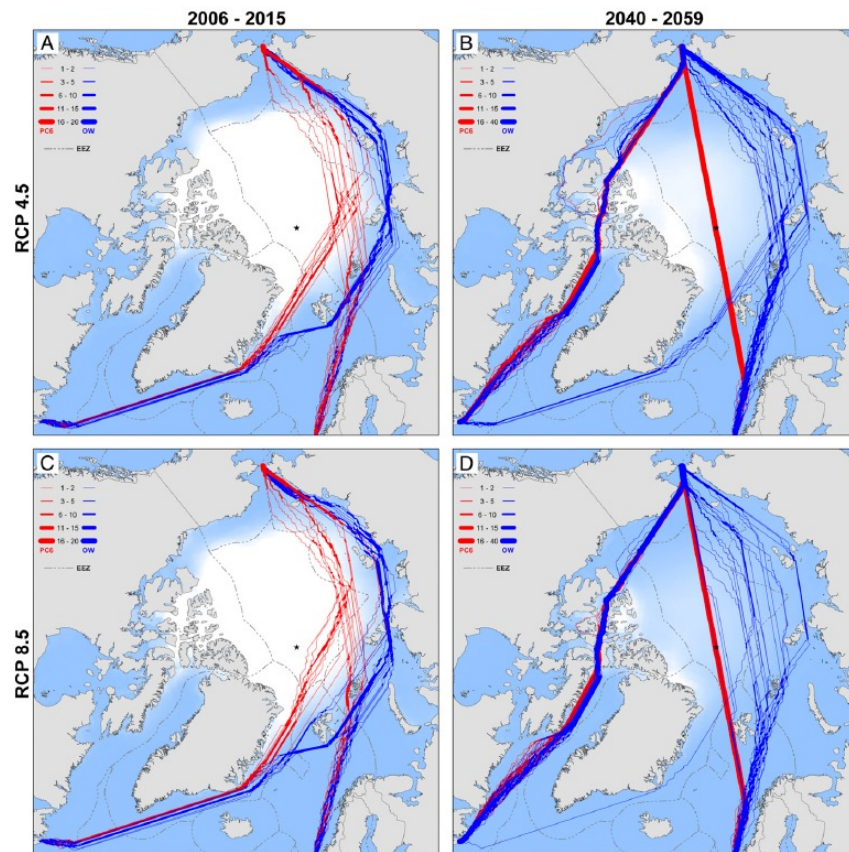 2006 - 2015
2040 - 2059
RCP 4.5
A
1 - 2
3 - 5
6 - 10
11 - 15
16 - 20
PC6 OW
EEZ
B
1 - 2
3 - 5
6 - 10
11 - 15
16 - 40
PC6 OW
EEZ
RCP 8.5
C
1 - 2
3 - 5
6 - 10
11 - 15
16 - 20
PC6 OW
EEZ
D
1 - 2
3 - 5
6 - 10
11 - 15
16 - 40
PC6 OW
EEZ